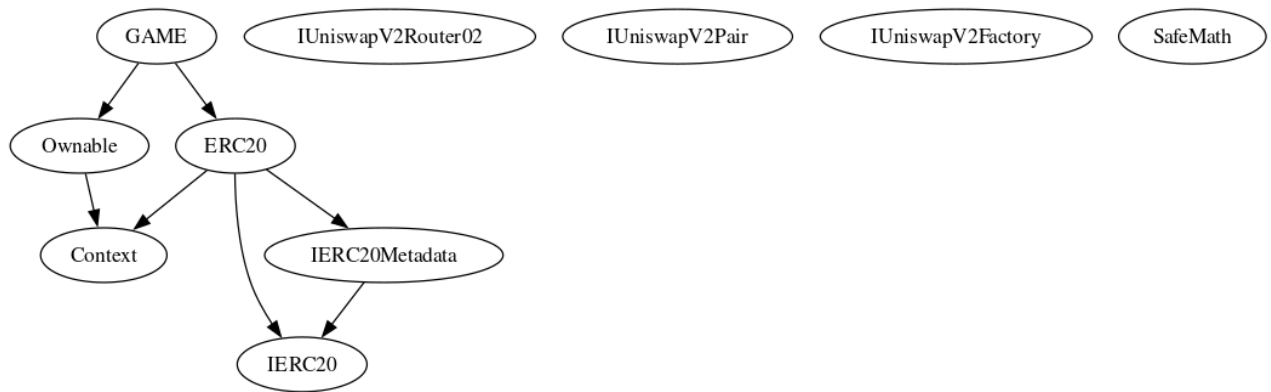 GAME
IUniswapV2Router02
IUniswapV2Pair
IUniswapV2Factory
SafeMath
Ownable
ERC20
Context
IERC20Metadata
IERC20